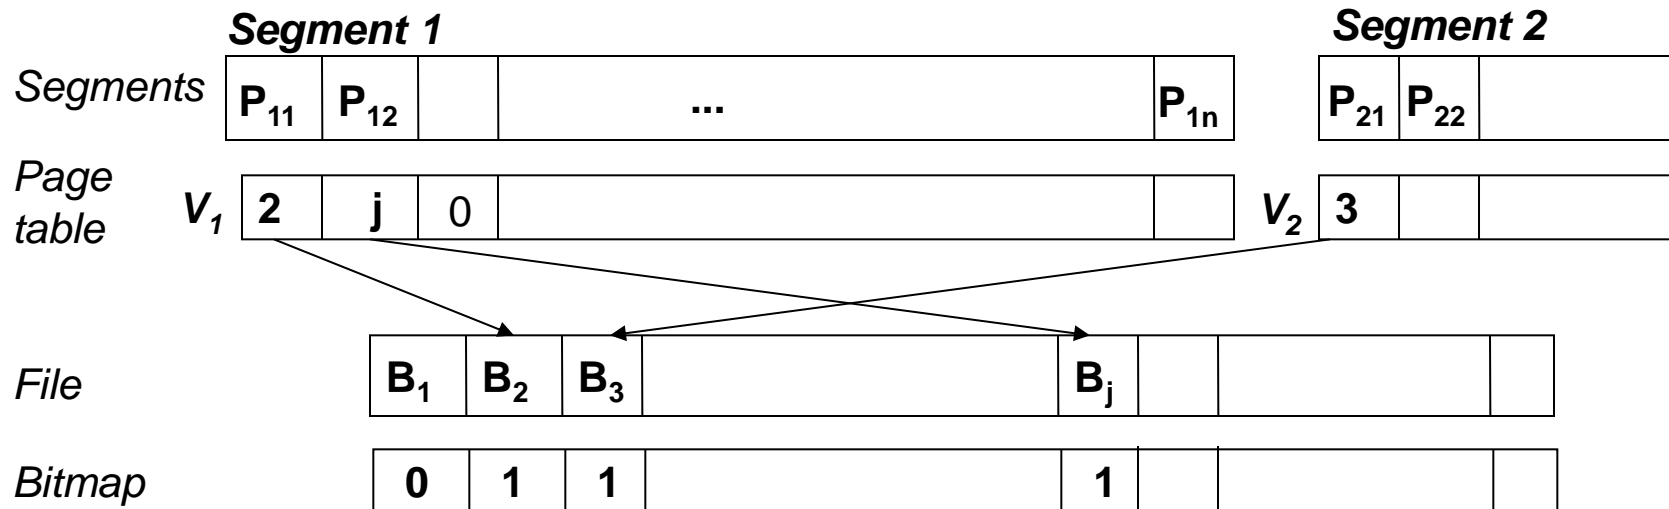 Segment 1 Segment 2
Segments P₁₁ P₁₂ ... P₁ₙ P₂₁ P₂₂
Page
table V₁ 2 j 0 V₂ 3
File B₁ B₂ B₃ Bⱼ
Bitmap 0 1 1 1